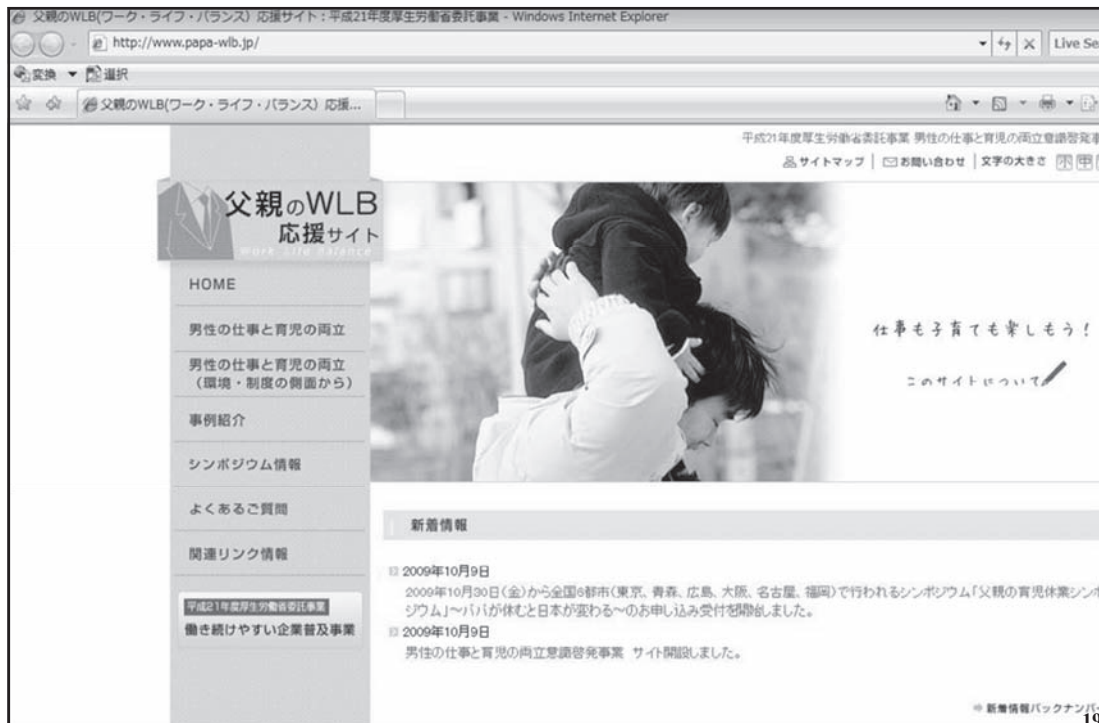 父親のWLB(ワーク・ライフ・バランス) 応援サイト:平成21年度厚生労働省委託事業 - Windows Internet Explorer
http://www.papa-wlb.jp/
Live Se
変換 ▼ 選択
父親のWLB(ワーク・ライフ・バランス) 応援...
平成21年度厚生労働省委託事業 男性の仕事と育児の両立意識啓発事
サイトマップ | お問い合わせ | 文字の大きさ 小 中
父親のWLB
応援サイト
Work Life Balance
HOME
男性の仕事と育児の両立
男性の仕事と育児の両立
(環境・制度の側面から)
事例紹介
シンポジウム情報
よくあるご質問
関連リンク情報
平成21年度厚生労働省委託事業
働き続けやすい企業普及事業
仕事も子育ても楽しもう!
このサイトについて
新着情報
2009年10月9日
2009年10月30日(金)から全国6都市(東京、青森、広島、大阪、名古屋、福岡)で行われるシンポジウム「父親の育児休業シンポ
ジウム」~パパが休むと日本が変わる~のお申し込み受付を開始しました。
2009年10月9日
男性の仕事と育児の両立意識啓発事業 サイト開設しました。
新着情報バックナンバー
19